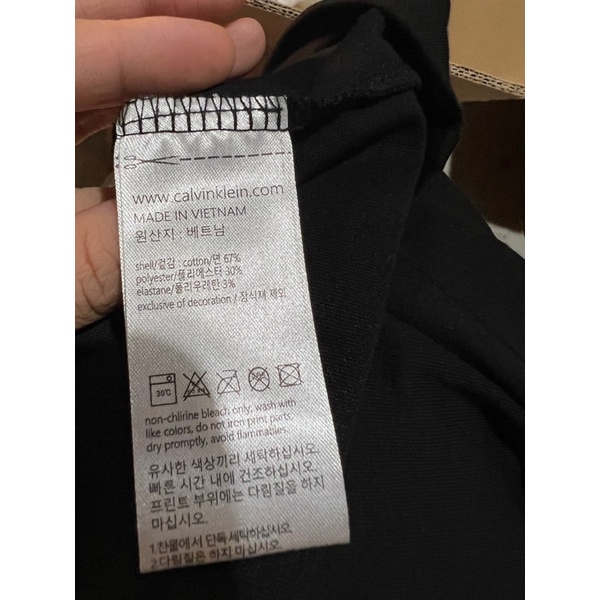 www.calvinklein.com
MADE IN VIETNAM
원산지 · 베트남
shell/겉감 : cotton/면 67%
polyester/폴리에스터 30%
elastane/폴리우레탄 3%
exclusive of decoration / 장식재 제외
30℃
non-chlirine bleach only, wash with
like colors, do not iron print parts.
dry promptly, avoid flammables.
유사한 색상끼리 세탁하십시오.
빠른 시간 내에 건조하십시오.
프린트 부위에는 다림질을 하지
마십시오.
1.찬물에서 단독세탁하십시오.
2.다림질은 하지 마십시오.